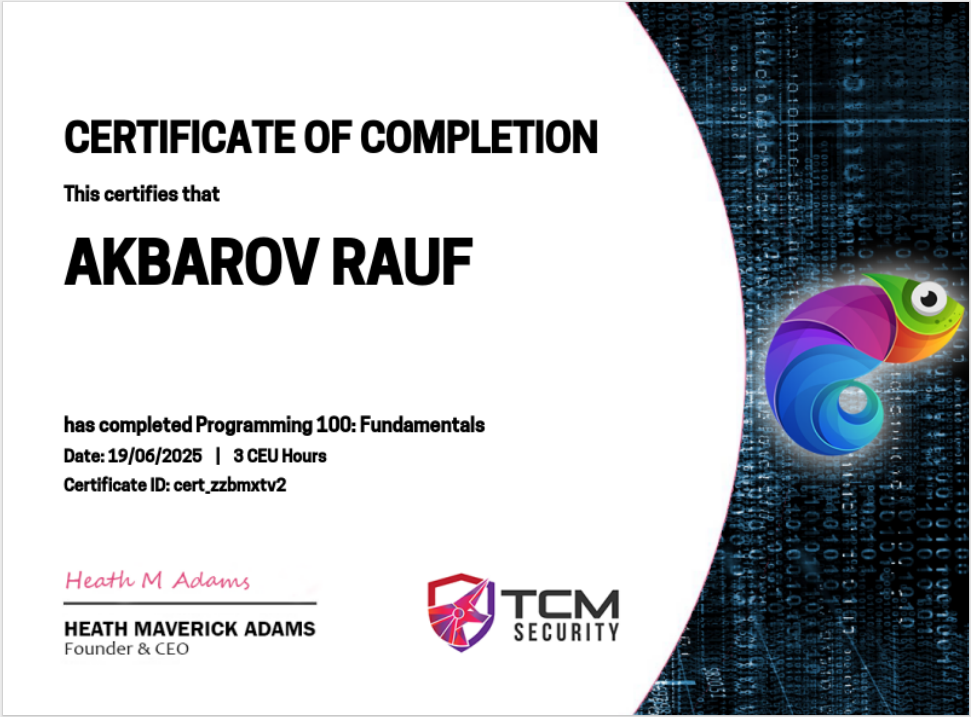 CERTIFICATE OF COMPLETION
This certifies that
AKBAROV RAUF
has completed Programming 100: Fundamentals
Date: 19/06/2025 | 3 CEU Hours
Certificate ID: cert_zzbmxtv2
Heath M Adams
HEATH MAVERICK ADAMS
Founder & CEO
TCM
SECURITY